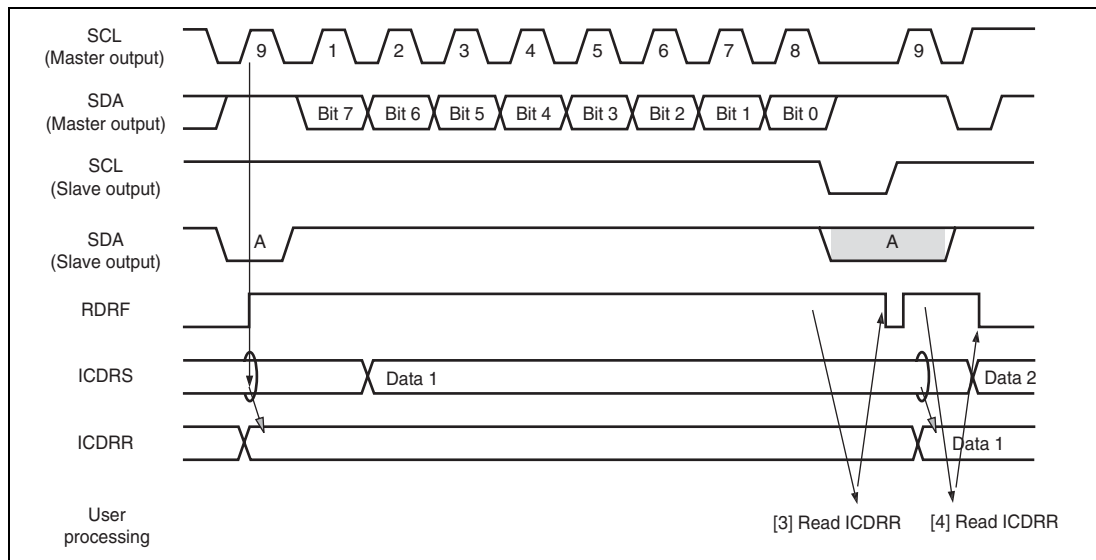 SCL
(Master output)
9 1 2 3 4 5 6 7 8 9
SDA
(Master output)
Bit 7 Bit 6 Bit 5 Bit 4 Bit 3 Bit 2 Bit 1 Bit 0
SCL
(Slave output)
SDA
(Slave output)
A A
RDRF
ICDRS
Data 1 Data 2
ICDRR
Data 1
User
processing
[3] Read ICDRR [4] Read ICDRR